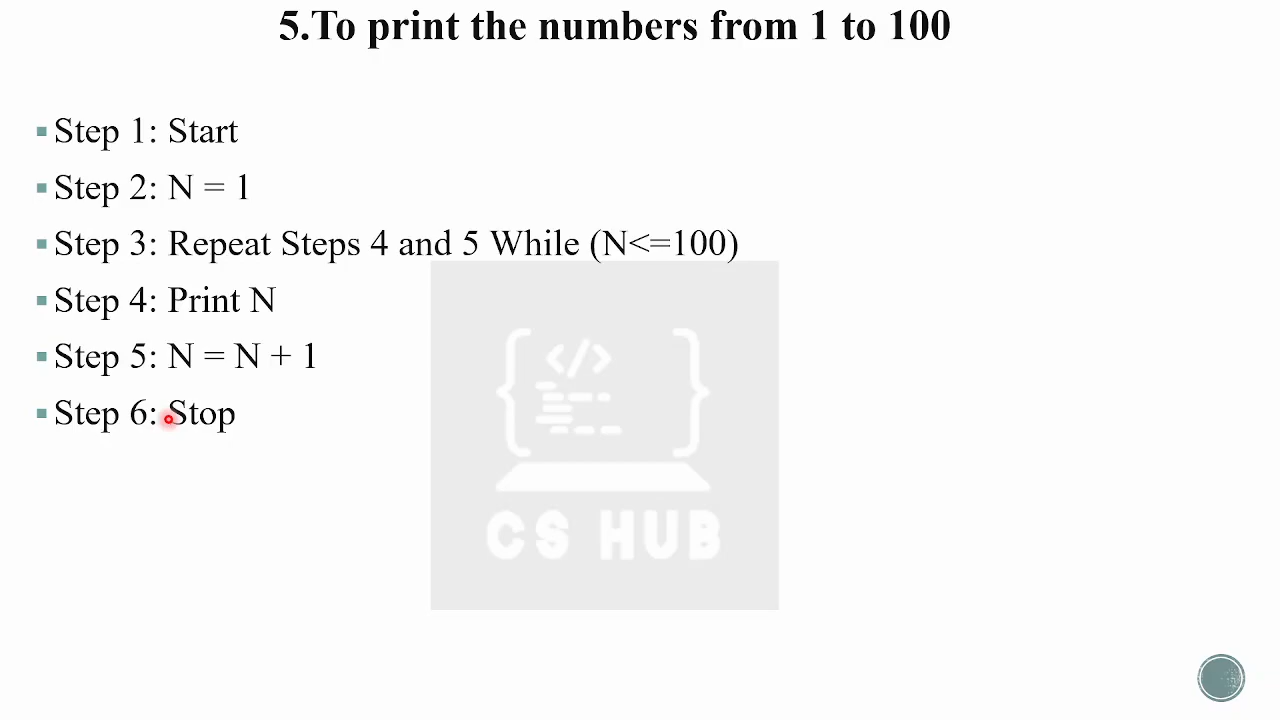 5.To print the numbers from 1 to 100
Step 1: Start
Step 2: N = 1
Step 3: Repeat Steps 4 and 5 While (N<=100)
Step 4: Print N
Step 5: N = N + 1
Step 6: Stop
</>
CS HUB